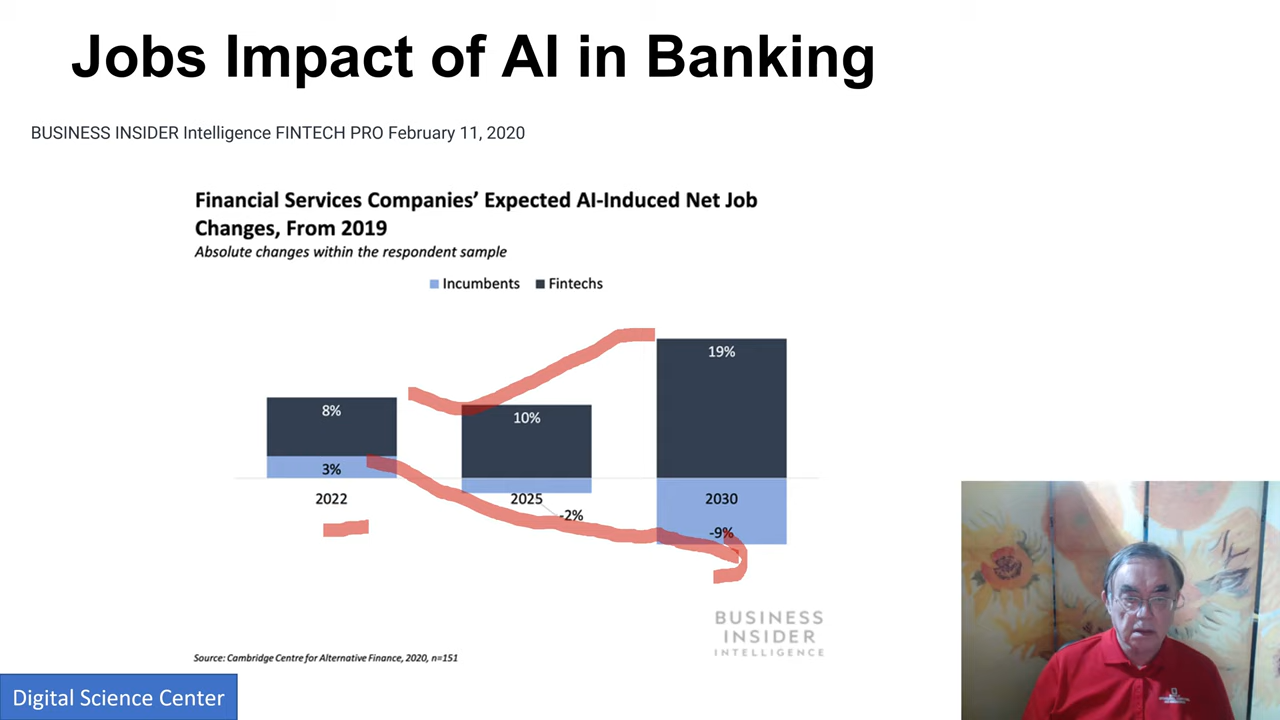 Jobs Impact of AI in Banking
BUSINESS INSIDER Intelligence FINTECH PRO February 11, 2020
Financial Services Companies’ Expected AI-Induced Net Job
Changes, From 2019
Absolute changes within the respondent sample
Incumbents Fintechs
8%
3%
2022
10%
2025
-2%
19%
2030
-9%
BUSINESS
INSIDER
INTELLIGENCE
Source: Cambridge Centre for Alternative Finance, 2020, n=151
Digital Science Center